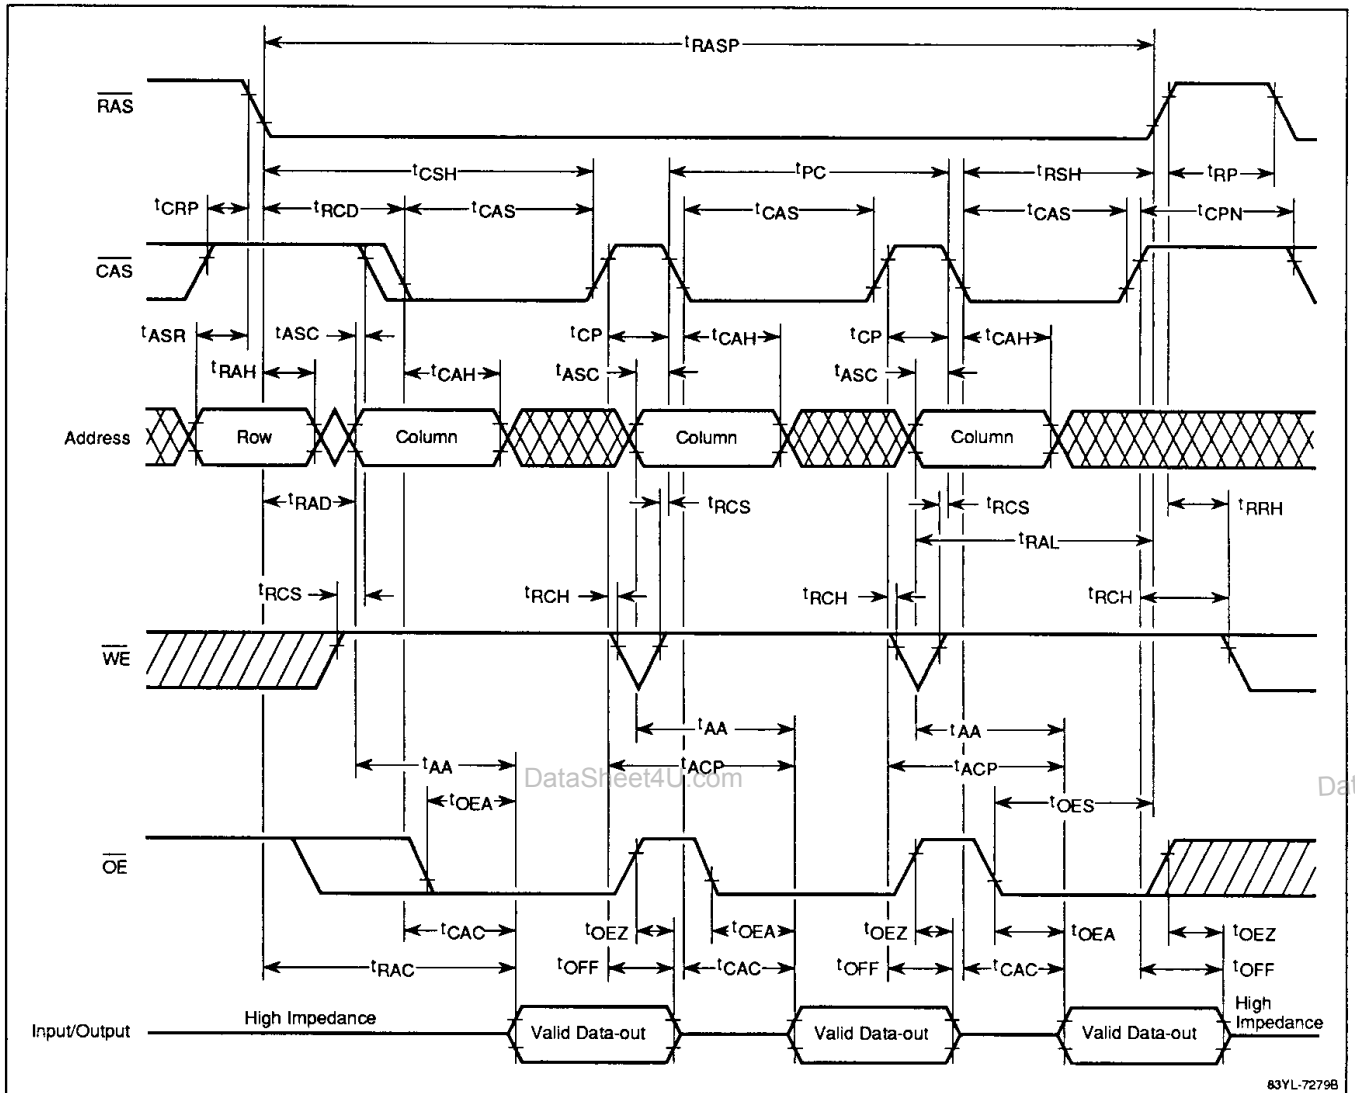 tRASP
RAS
tCSH tPC tRSH tRP
tCRP tRCD tCAS tCAS tCAS tCPN
CAS
tASR tASC tCP tCAH tCP tCAH
tRAH tCAH tASC tASC
Address Row Column Column Column
tRAD tRCS tRCS tRRH
tRAL
tRCS tRCH tRCH tRCH
WE
tAA tAA
tAA tACP tACP
DataSheet4U.com
Dat
tOEA tOES
OE
tCAC tOEZ tOEA tOEZ tOEA tOEZ
tRAC tOFF tCAC tOFF tCAC tOFF
Input/Output High Impedance Valid Data-out Valid Data-out Valid Data-out High Impedance
83YL-7279B